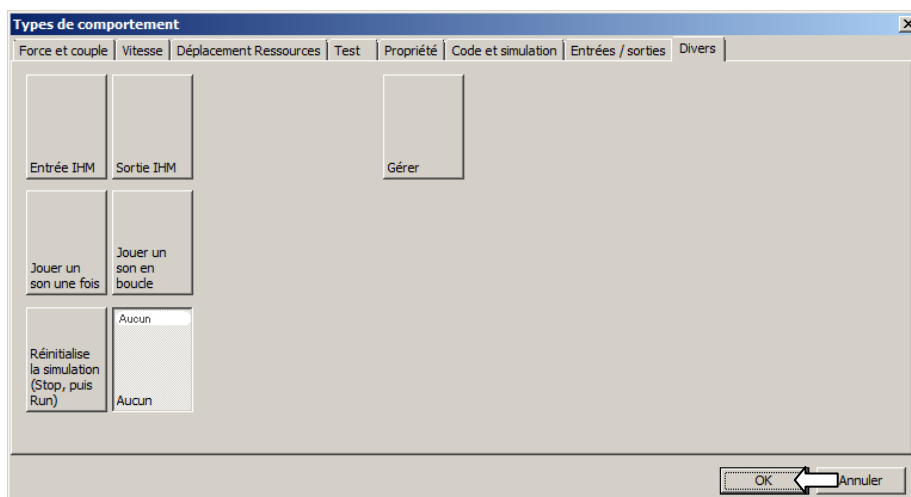 Types de comportement
Force et couple Vitesse Déplacement Ressources Test Propriété Code et simulation Entrées / sorties Divers
Entrée IHM Sortie IHM Gérer
Jouer un
son une fois
Jouer un
son en
boucle
Réinitialise
la simulation
(Stop, puis
Run)
Aucun
Aucun
OK Annuler